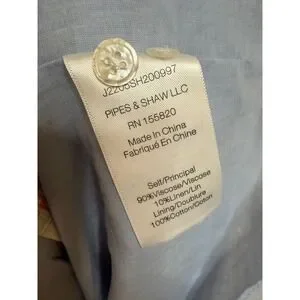 J2208SH200997
PIPES & SHAW LLC
RN 155820
Made In China
Fabriqué En Chine
Self/Principal
90%Viscose/Viscose
10%Linen/Lin
Lining/Doublure
100%Cotton/Coton